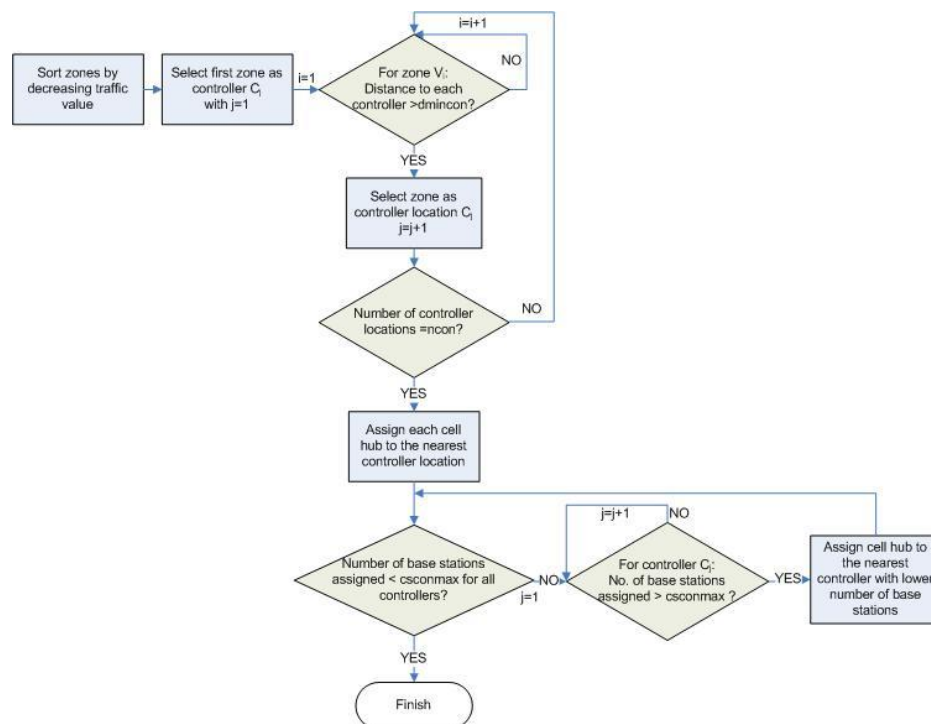 i=i+1
NO
Sort zones by
decreasing traffic
value
Select first zone as
controller Cj
with j=1
i=1
For zone Vi:
Distance to each
controller >dmincon?
YES
Select zone as
controller location Cj
j=j+1
Number of controller
locations =ncon?
NO
YES
Assign each cell
hub to the nearest
controller location
j=j+1
NO
Number of base stations
assigned < csconmax for all
controllers?
NO
j=1
For controller Cj:
No. of base stations
assigned > csconmax ?
YES
Assign cell hub to
the nearest
controller with lower
number of base
stations
YES
Finish